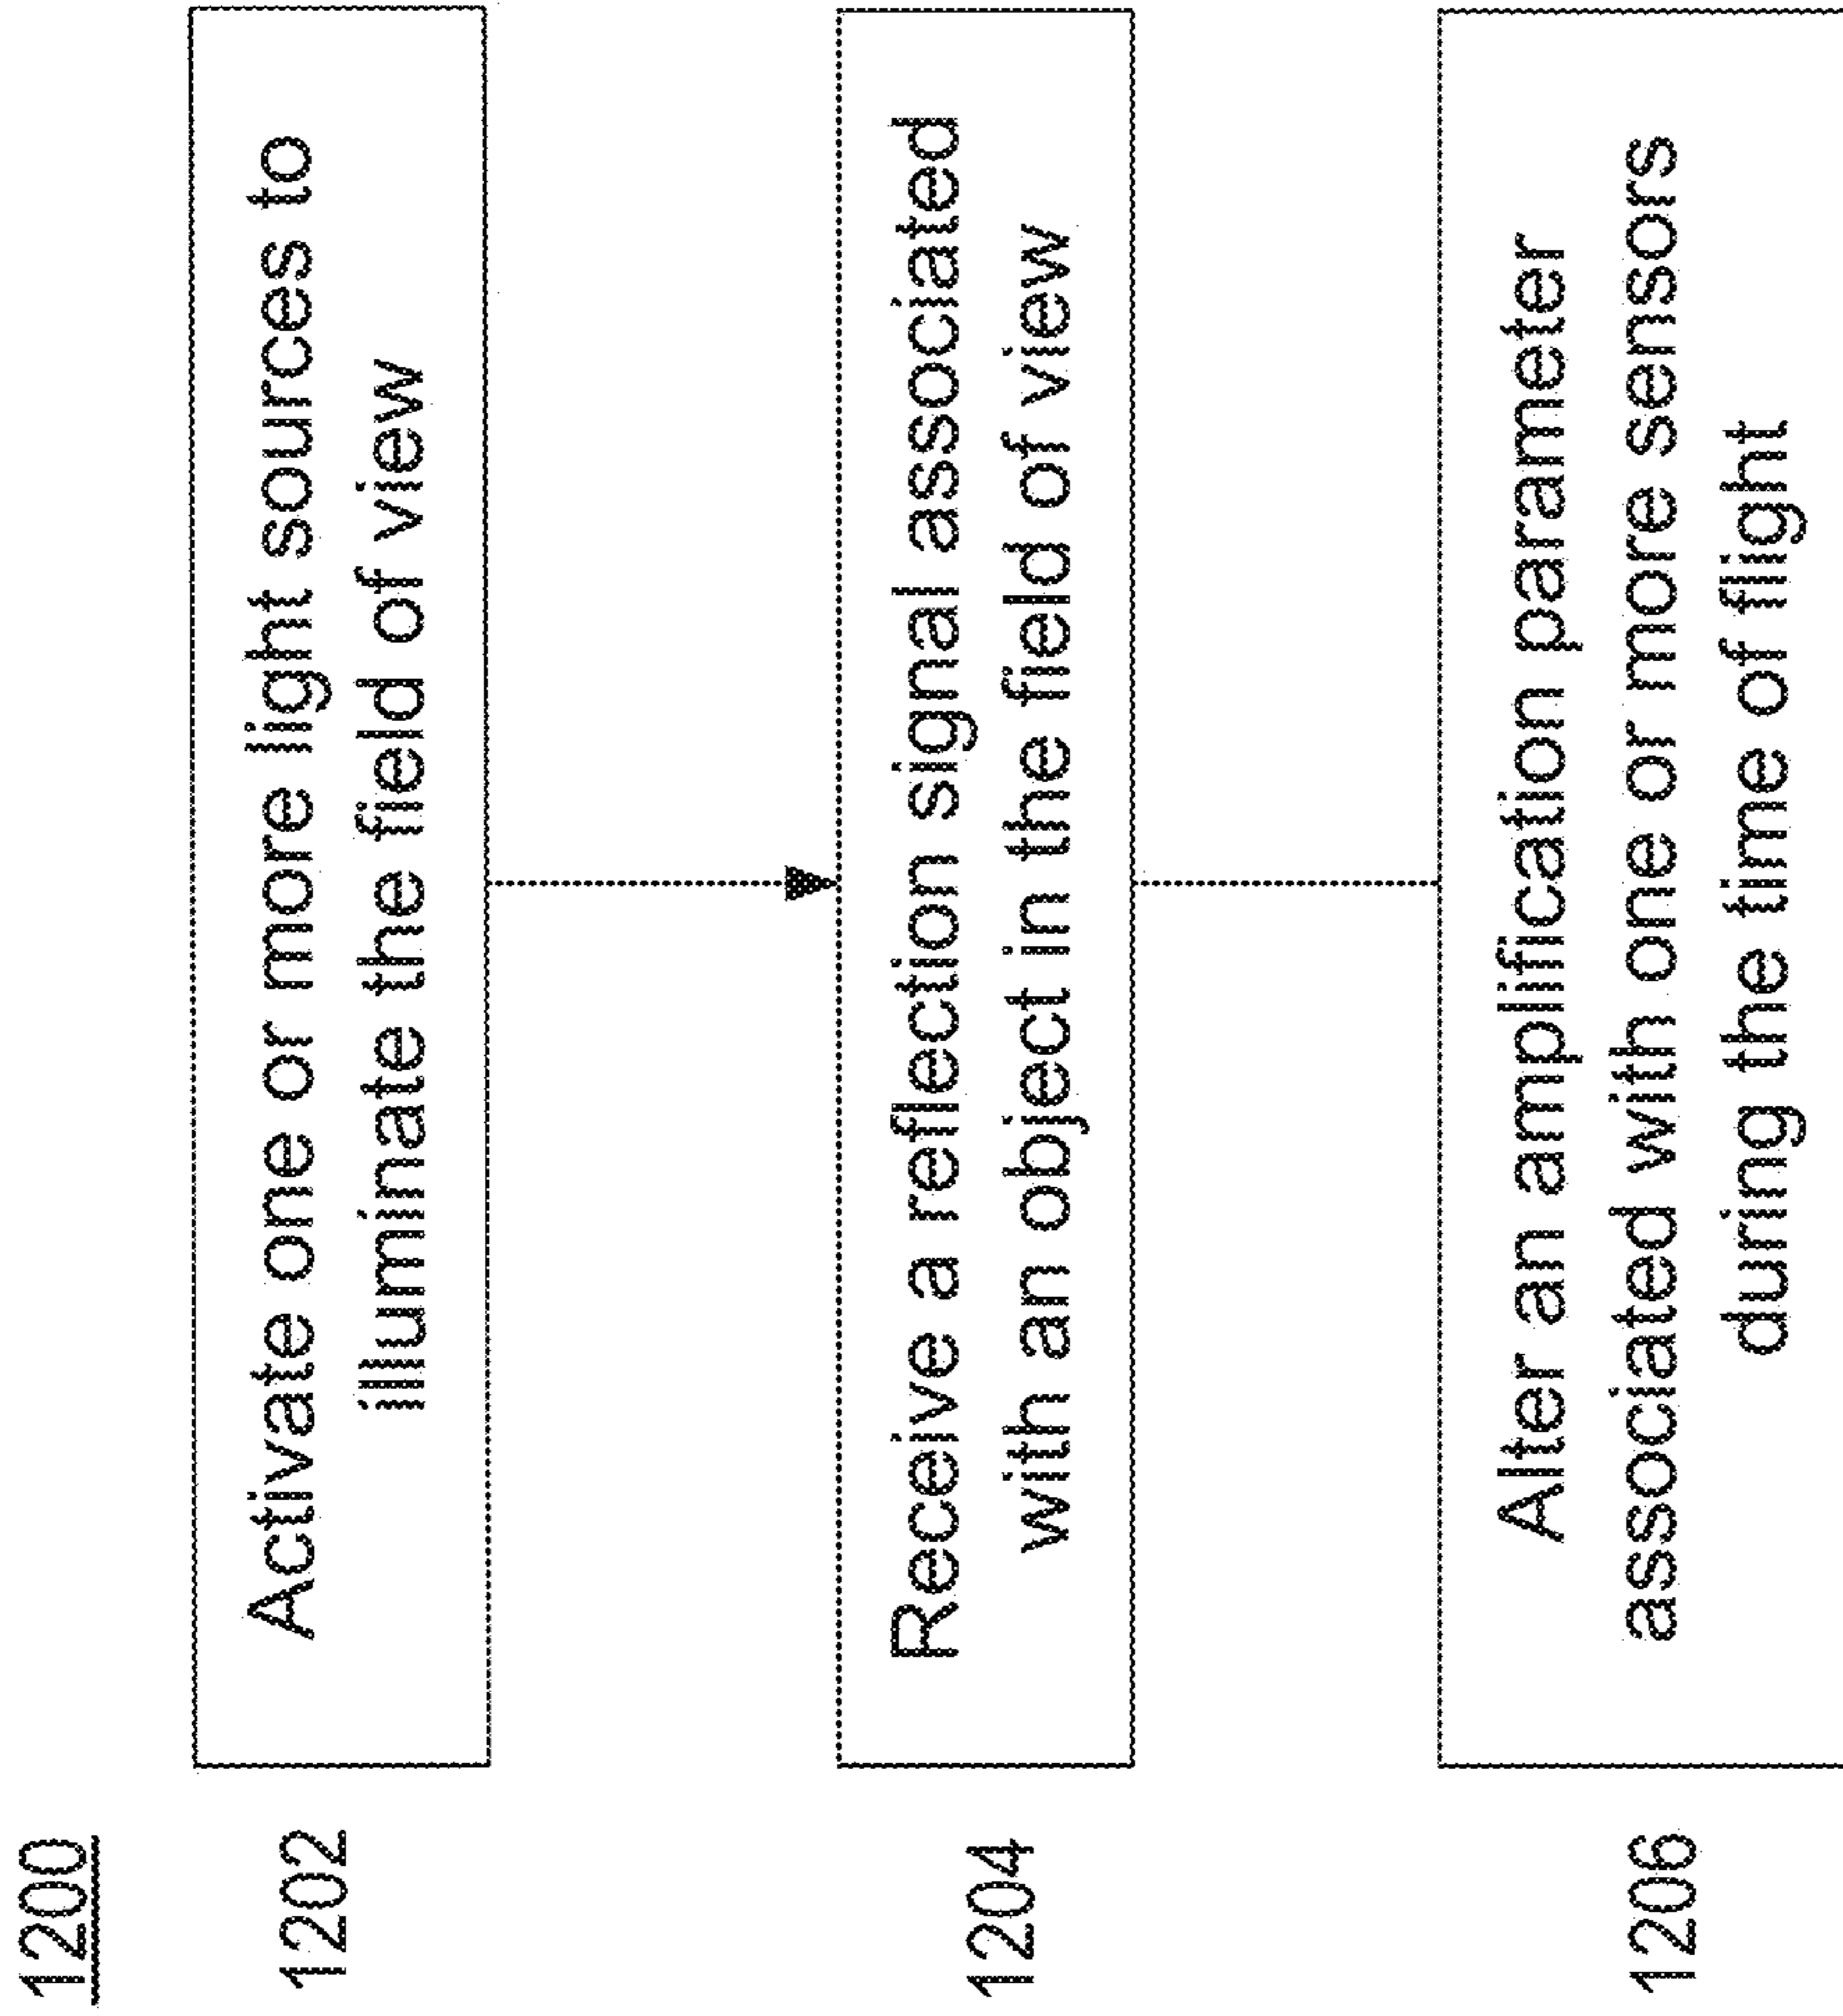 1200
1202
Activate one or more light sources to
illuminate the field of view
1204
Receive a reflection signal associated
with an object in the field of view
1206
Alter an amplification parameter
associated with one or more sensors
during the time of flight